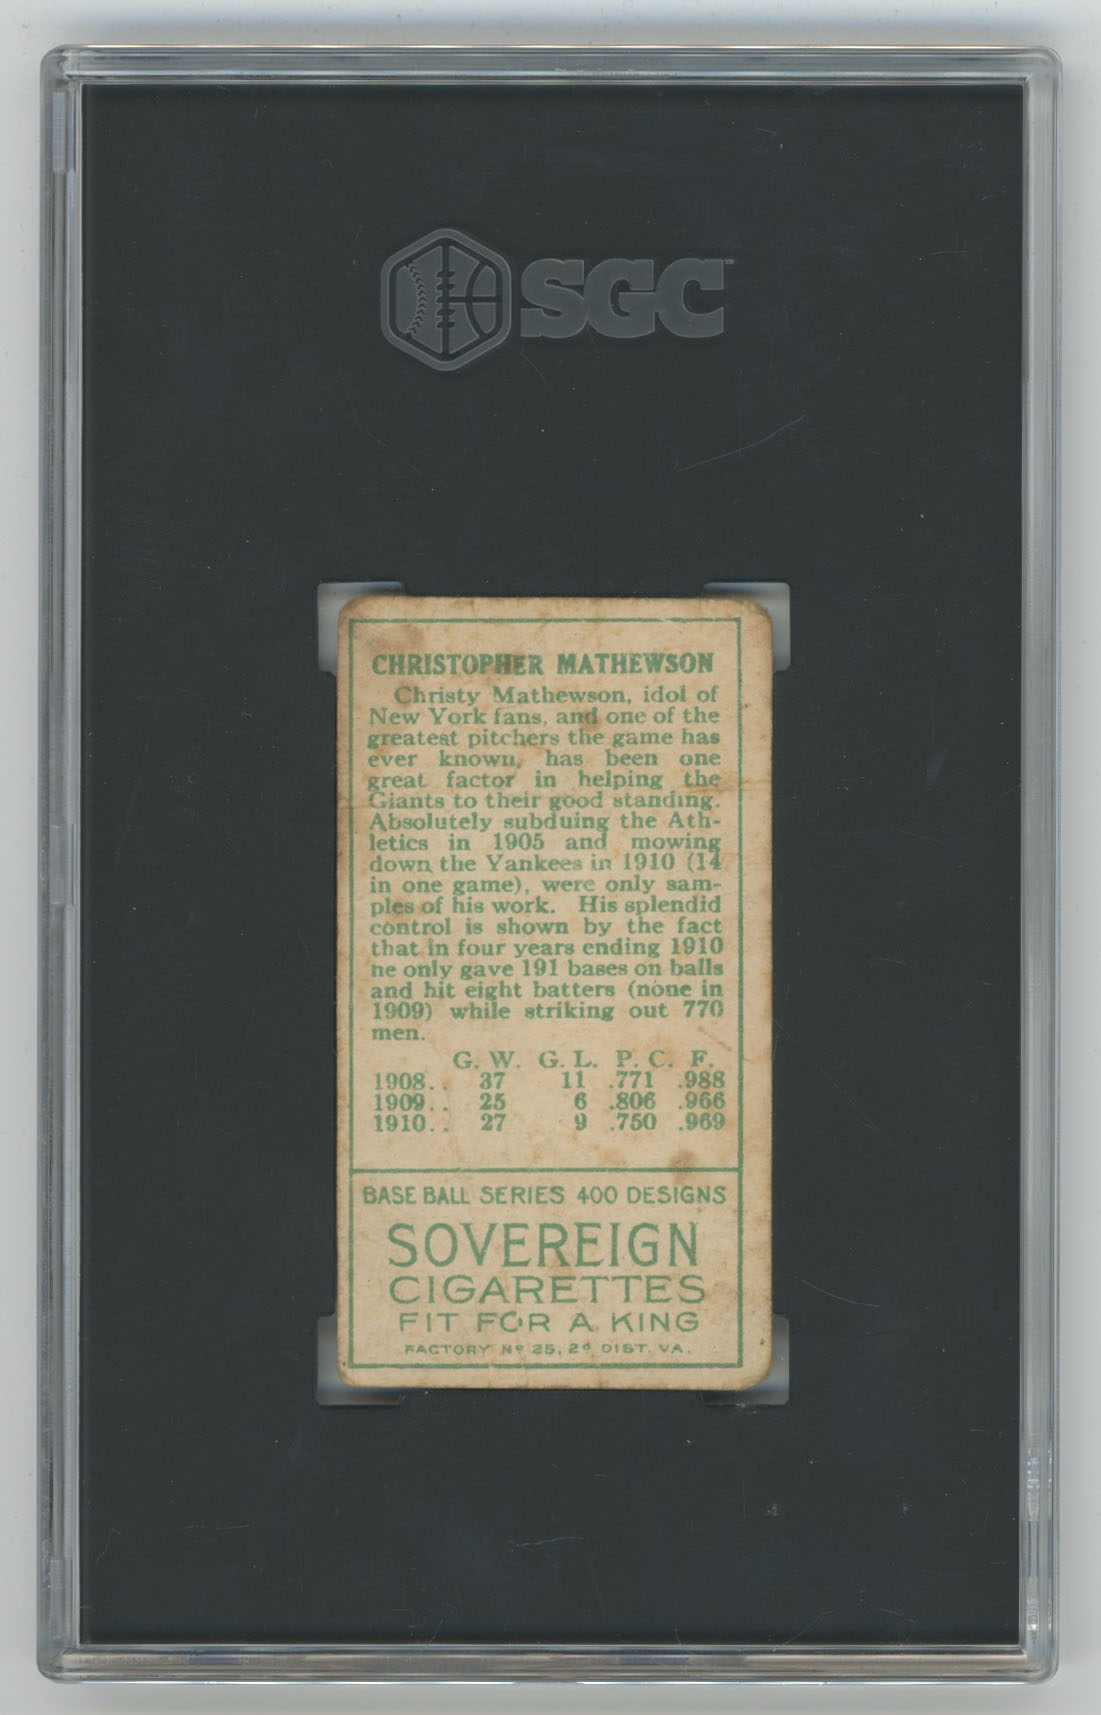 SGC™
CHRISTOPHER MATHEWSON
Christy Mathewson, idol of
New York fans, and one of the
greatest pitchers the game has
ever known, has been one
great factor in helping the
Giants to their good standing.
Absolutely subduing the Ath-
letics in 1905 and mowing
down the Yankees in 1910 (14
in one game), were only sam-
ples of his work. His splendid
control is shown by the fact
that in four years ending 1910
he only gave 191 bases on balls
and hit eight batters (none in
1909) while striking out 770
men.
G. W. G. L. P. C. F.
1908.. 37 11 .771 .988
1909.. 25 6 .806 .966
1910.. 27 9 .750 .969
BASE BALL SERIES 400 DESIGNS
SOVEREIGN
CIGARETTES
FIT FOR A KING
FACTORY Nº 25, 2d DIST. VA.